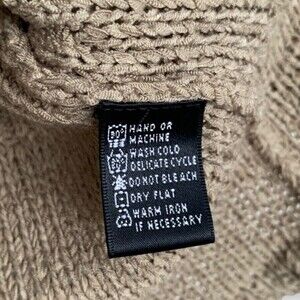 HAND OR
MACHINE
WASH COLD
DELICATE CYCLE
DO NOT BLEACH
DRY FLAT
WARM IRON
IF NECESSARY